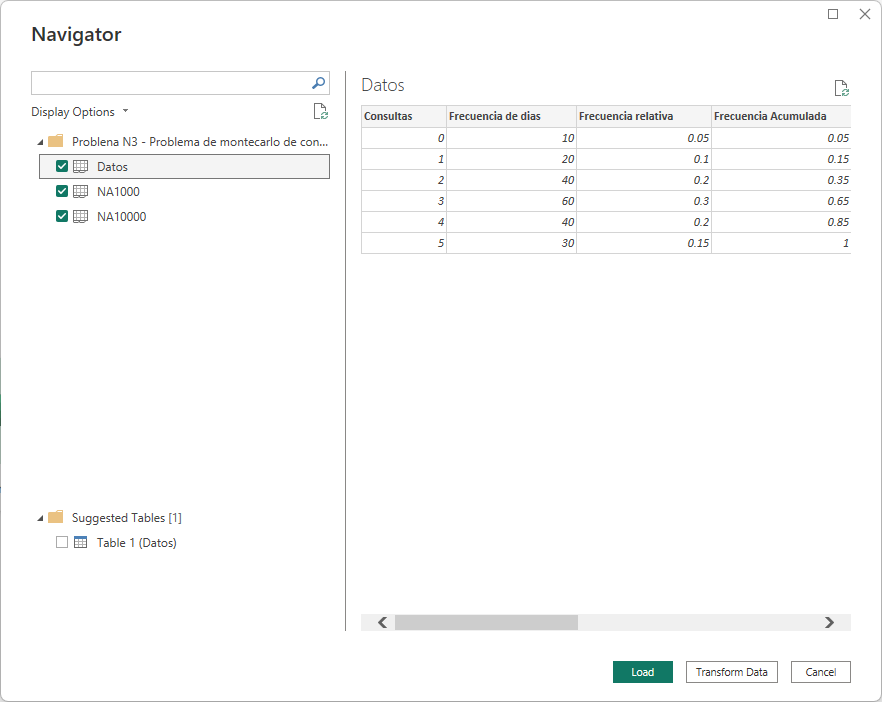 Navigator
Display Options
Problena N3 - Problema de montecarlo de con...
Datos
NA1000
NA10000
Suggested Tables [1]
Table 1 (Datos)
Datos
Consultas Frecuencia de dias Frecuencia relativa Frecuencia Acumulada
0 10 0.05 0.05
1 20 0.1 0.15
2 40 0.2 0.35
3 60 0.3 0.65
4 40 0.2 0.85
5 30 0.15 1
Load Transform Data Cancel